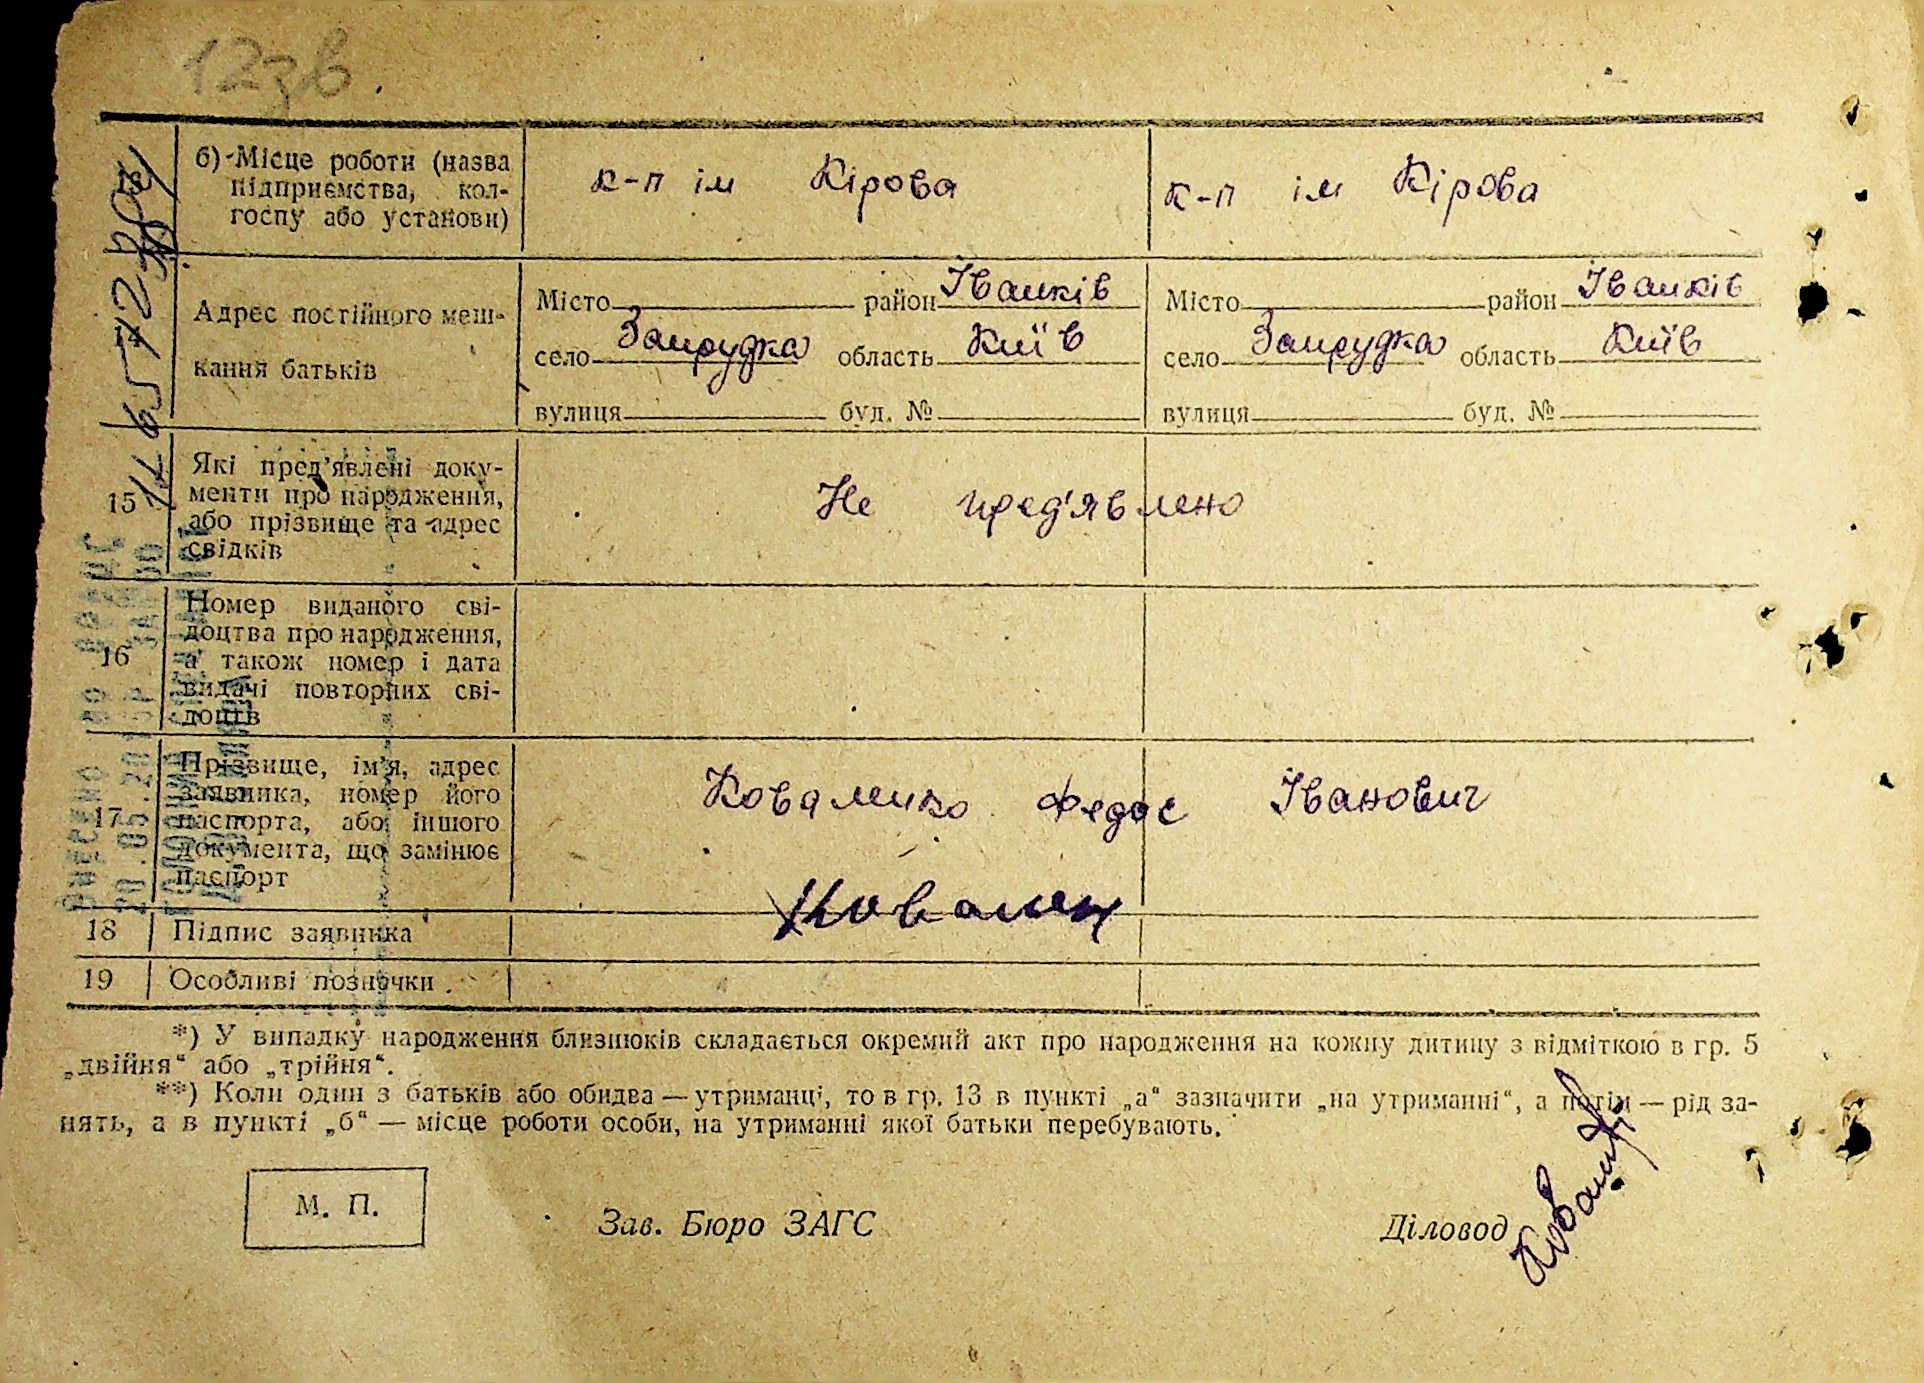 12зв.
б) Місце роботи (назва
підприємства, кол-
госпу або установи)
к-п ім Кірова
к-п ім Кірова
Адрес постійного меш-
кання батьків
Місто район Іванків
село Запрудка область Київ
вулиця буд. №
Місто район Іванків
село Запрудка область Київ
вулиця буд. №
15
Які пред'явлені доку-
менти про народження,
або прізвище та адрес
свідків
Не пред'явлено
16
Номер виданого сві-
доцтва про народження,
а також номер і дата
видачі повторних сві-
доцтв
17
Прізвище, ім'я, адрес
заявника, номер його
паспорта, або іншого
документа, що замінює
паспорт
Коваленко Федос Іванович
18 Підпис заявника
19 Особливі позначки
*) У випадку народження близнюків складається окремий акт про народження на кожну дитину з відміткою в гр. 5
„двійня“ або „трійня“.
**) Коли один з батьків або обидва — утриманці, то в гр. 13 в пункті „а“ зазначити „на утриманні“, а потім — рід за-
нять, а в пункті „б“ — місце роботи особи, на утриманні якої батьки перебувають.
М. П.
Зав. Бюро ЗАГС
Діловод